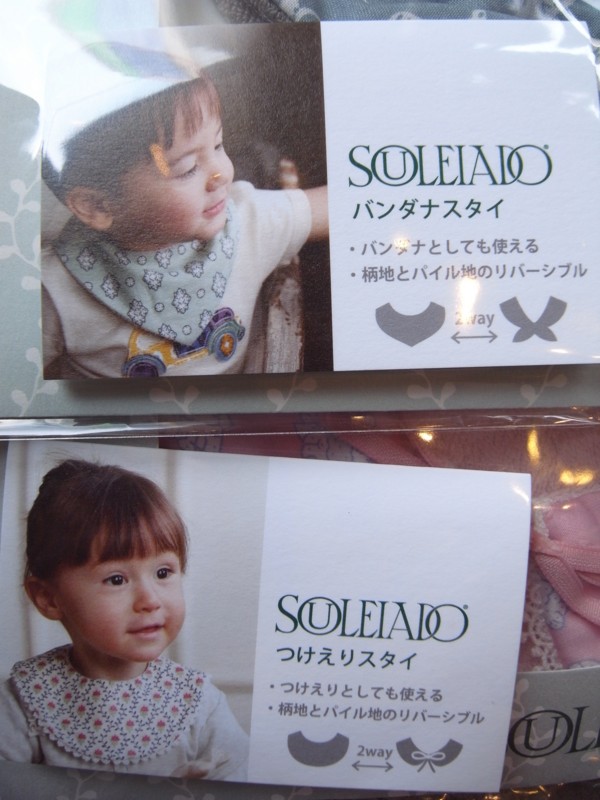 SOULEIADO
バンダナスタイ
・バンダナとしても使える
・柄地とパイル地のリバーシブル
2way
SOULEIADO
つけえりスタイ
・つけえりとしても使える
・柄地とパイル地のリバーシブル
2way